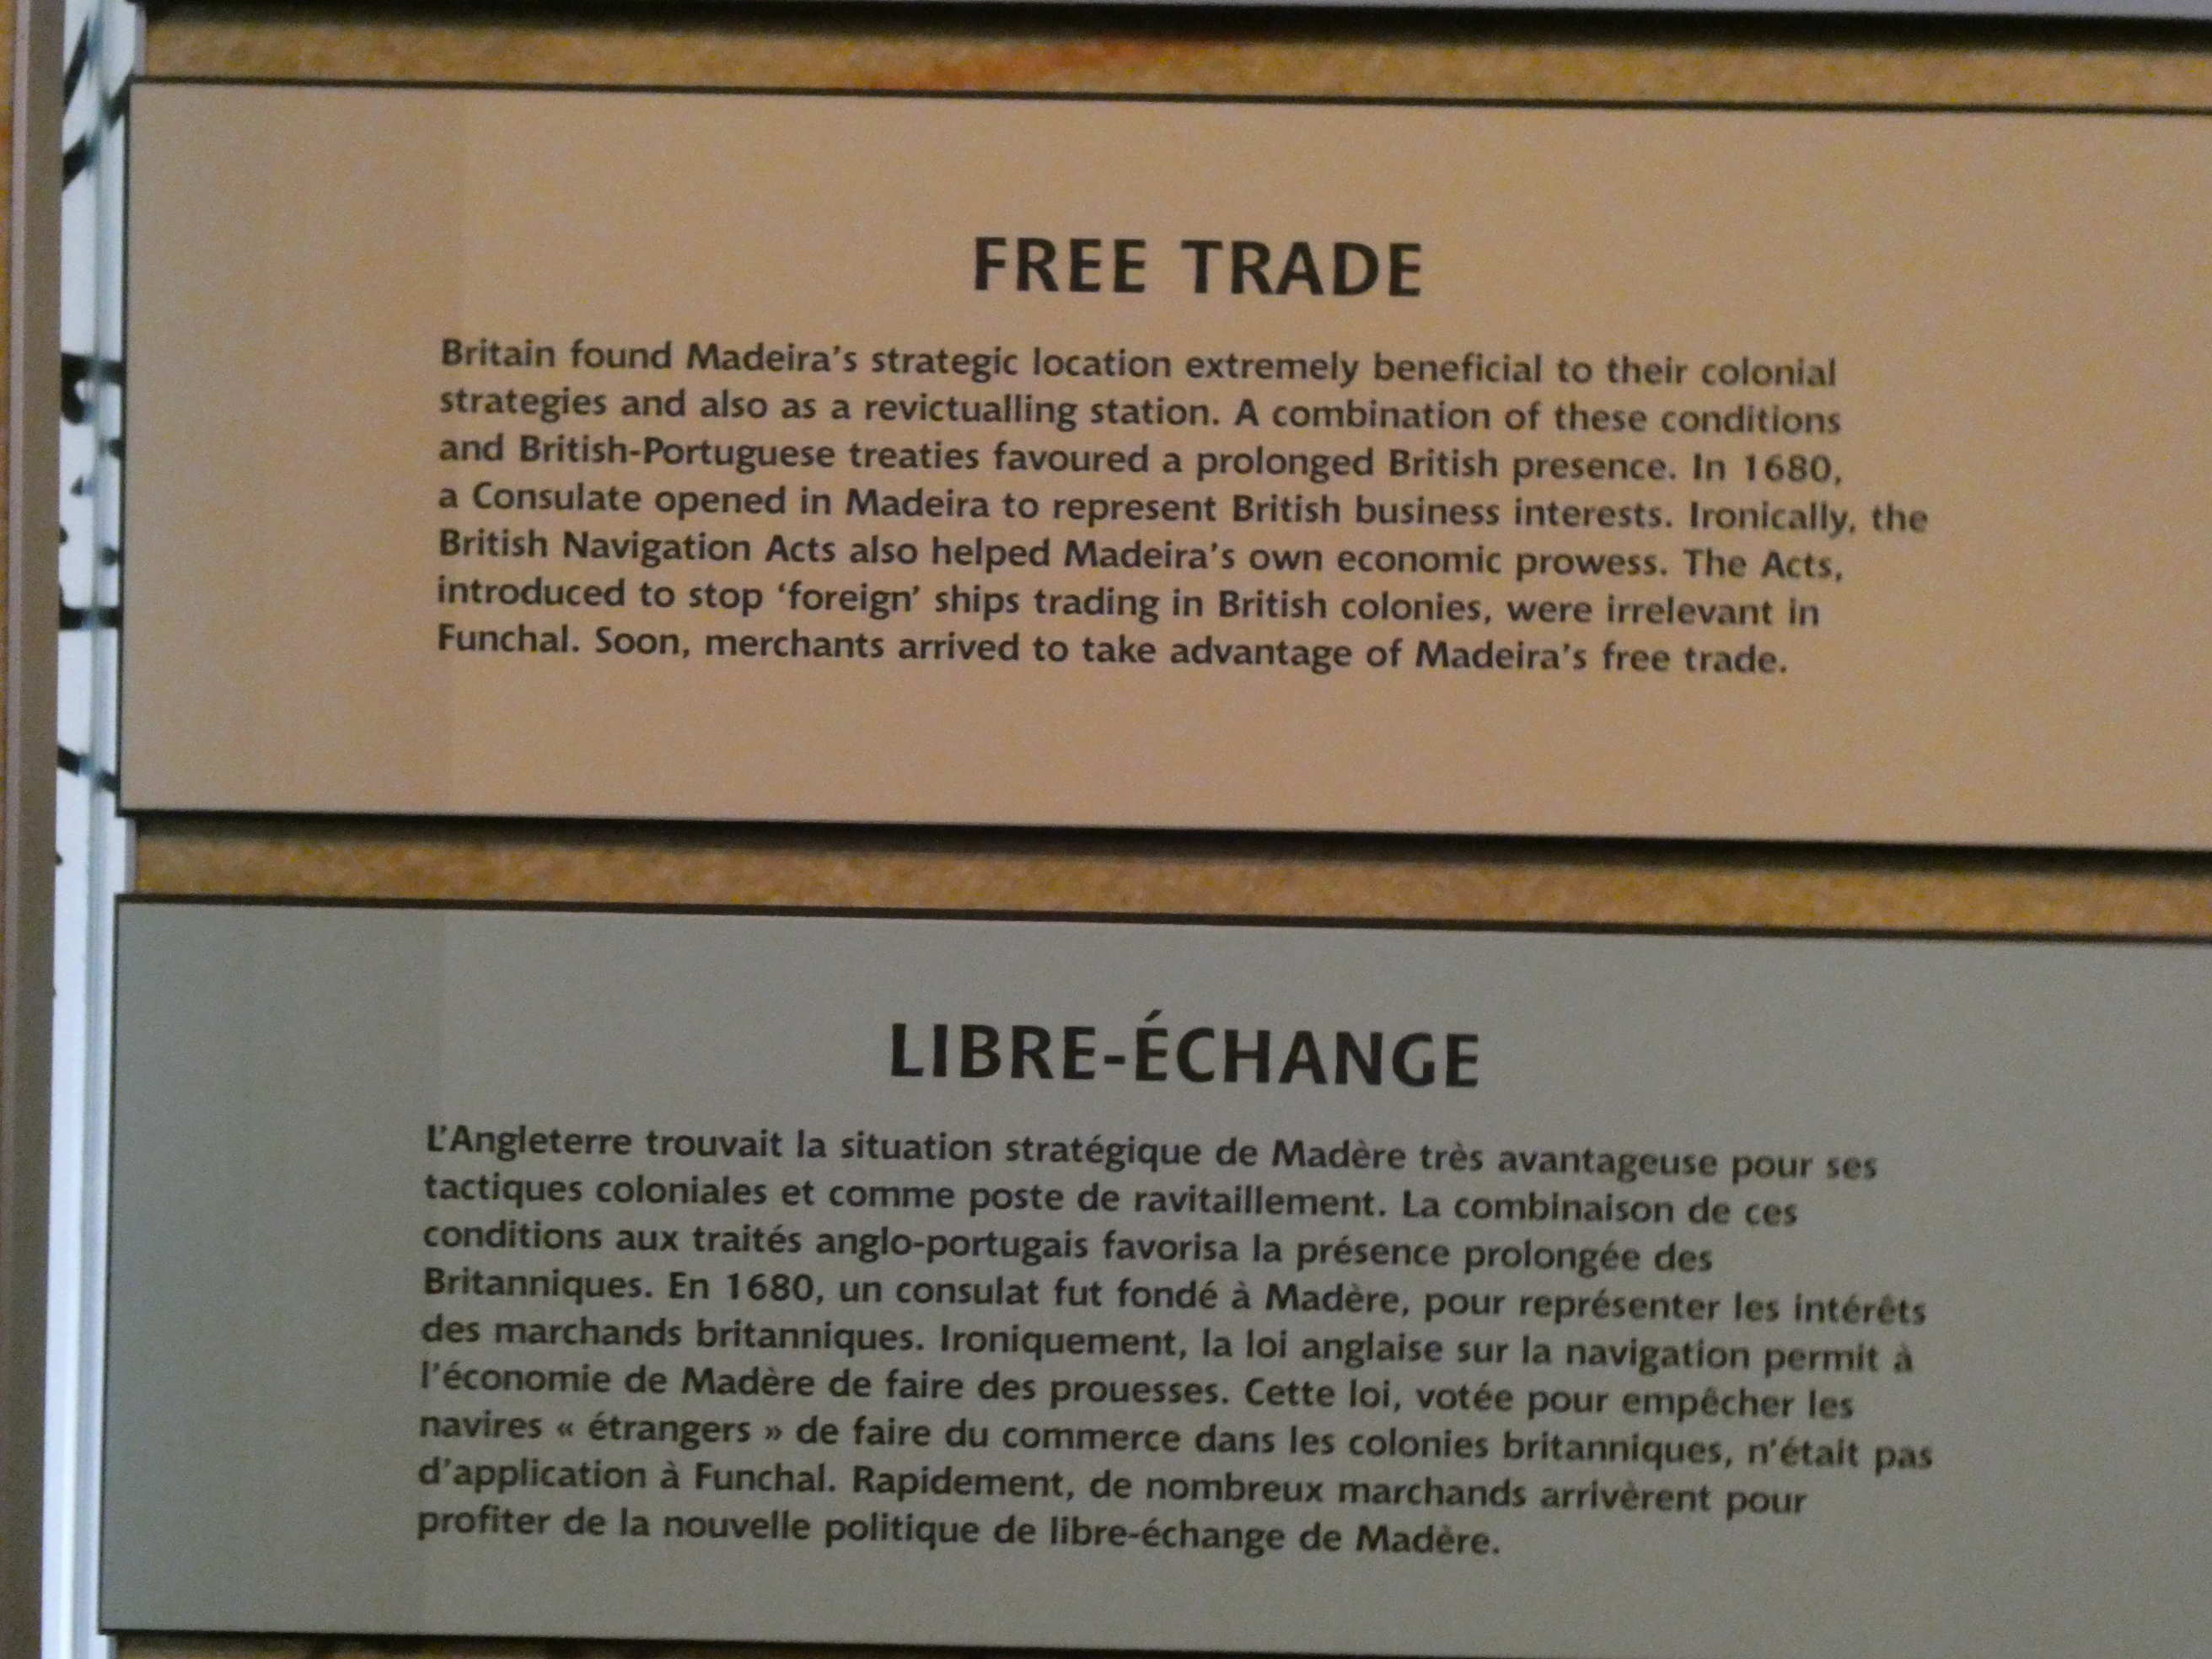 FREE TRADE
Britain found Madeira's strategic location extremely beneficial to their colonial
strategies and also as a revictualling station. A combination of these conditions
and British-Portuguese treaties favoured a prolonged British presence. In 1680,
a Consulate opened in Madeira to represent British business interests. Ironically, the
British Navigation Acts also helped Madeira's own economic prowess. The Acts,
introduced to stop 'foreign' ships trading in British colonies, were irrelevant in
Funchal. Soon, merchants arrived to take advantage of Madeira's free trade.
LIBRE-ÉCHANGE
L'Angleterre trouvait la situation stratégique de Madère très avantageuse pour ses
tactiques coloniales et comme poste de ravitaillement. La combinaison de ces
conditions aux traités anglo-portugais favorisa la présence prolongée des
Britanniques. En 1680, un consulat fut fondé à Madère, pour représenter les intérêts
des marchands britanniques. Ironiquement, la loi anglaise sur la navigation permit à
l'économie de Madère de faire des prouesses. Cette loi, votée pour empêcher les
navires « étrangers » de faire du commerce dans les colonies britanniques, n'était pas
d'application à Funchal. Rapidement, de nombreux marchands arrivèrent pour
profiter de la nouvelle politique de libre-échange de Madère.